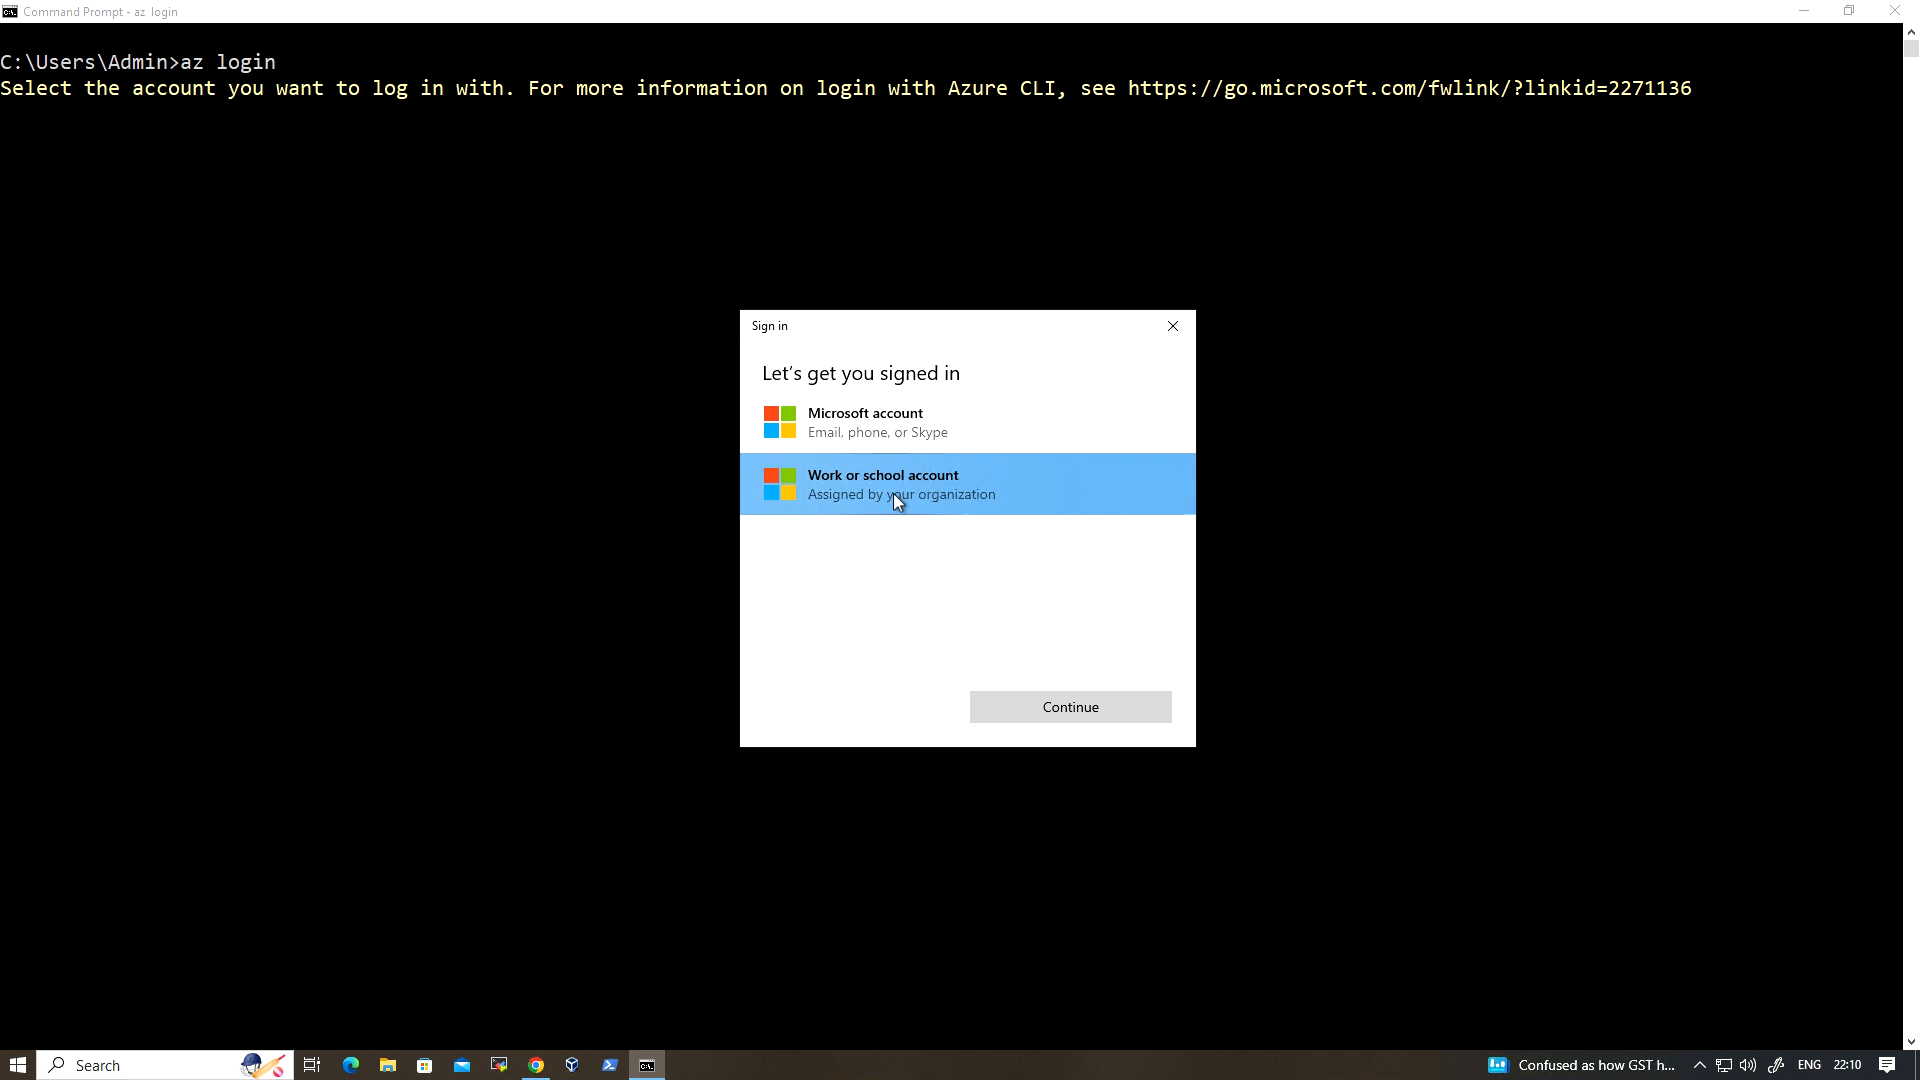 Command Prompt - az login
C:\Users\Admin>az login
Select the account you want to log in with. For more information on login with Azure CLI, see https://go.microsoft.com/fwlink/?linkid=2271136
Sign in
Let's get you signed in
Microsoft account
Email, phone, or Skype
Work or school account
Assigned by your organization
Continue
Search
Confused as how GST h...
ENG
22:10